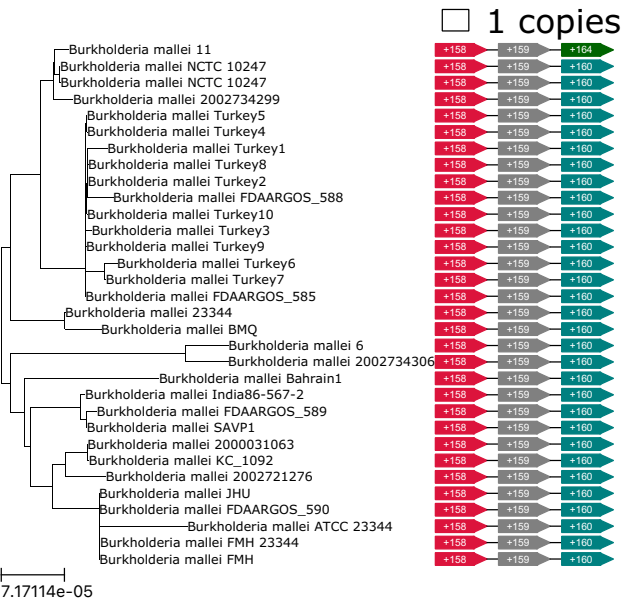 1 copies
Burkholderia mallei 11 +158 +159 +164
Burkholderia mallei NCTC 10247 +158 +159 +160
Burkholderia mallei NCTC 10247 +158 +159 +160
Burkholderia mallei 2002734299 +158 +159 +160
Burkholderia mallei Turkey5 +158 +159 +160
Burkholderia mallei Turkey4 +158 +159 +160
Burkholderia mallei Turkey1 +158 +159 +160
Burkholderia mallei Turkey8 +158 +159 +160
Burkholderia mallei Turkey2 +158 +159 +160
Burkholderia mallei FDAARGOS_588 +158 +159 +160
Burkholderia mallei Turkey10 +158 +159 +160
Burkholderia mallei Turkey3 +158 +159 +160
Burkholderia mallei Turkey9 +158 +159 +160
Burkholderia mallei Turkey6 +158 +159 +160
Burkholderia mallei Turkey7 +158 +159 +160
Burkholderia mallei FDAARGOS_585 +158 +159 +160
Burkholderia mallei 23344 +158 +159 +160
Burkholderia mallei BMQ +158 +159 +160
Burkholderia mallei 6 +158 +159 +160
Burkholderia mallei 2002734306 +158 +159 +160
Burkholderia mallei Bahrain1 +158 +159 +160
Burkholderia mallei India86-567-2 +158 +159 +160
Burkholderia mallei FDAARGOS_589 +158 +159 +160
Burkholderia mallei SAVP1 +158 +159 +160
Burkholderia mallei 2000031063 +158 +159 +160
Burkholderia mallei KC_1092 +158 +159 +160
Burkholderia mallei 2002721276 +158 +159 +160
Burkholderia mallei JHU +158 +159 +160
Burkholderia mallei FDAARGOS_590 +158 +159 +160
Burkholderia mallei ATCC 23344 +158 +159 +160
Burkholderia mallei FMH 23344 +158 +159 +160
Burkholderia mallei FMH +158 +159 +160
7.17114e-05